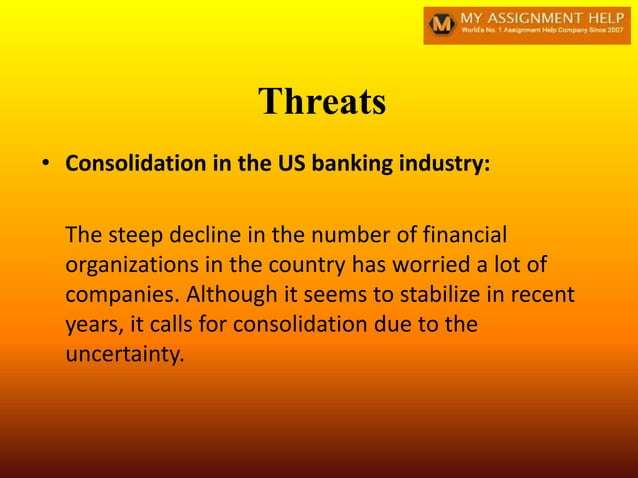 MY ASSIGNMENT HELP
World's No. 1 Assignment Help Company Since 2007
Threats
• Consolidation in the US banking industry:
The steep decline in the number of financial
organizations in the country has worried a lot of
companies. Although it seems to stabilize in recent
years, it calls for consolidation due to the
uncertainty.